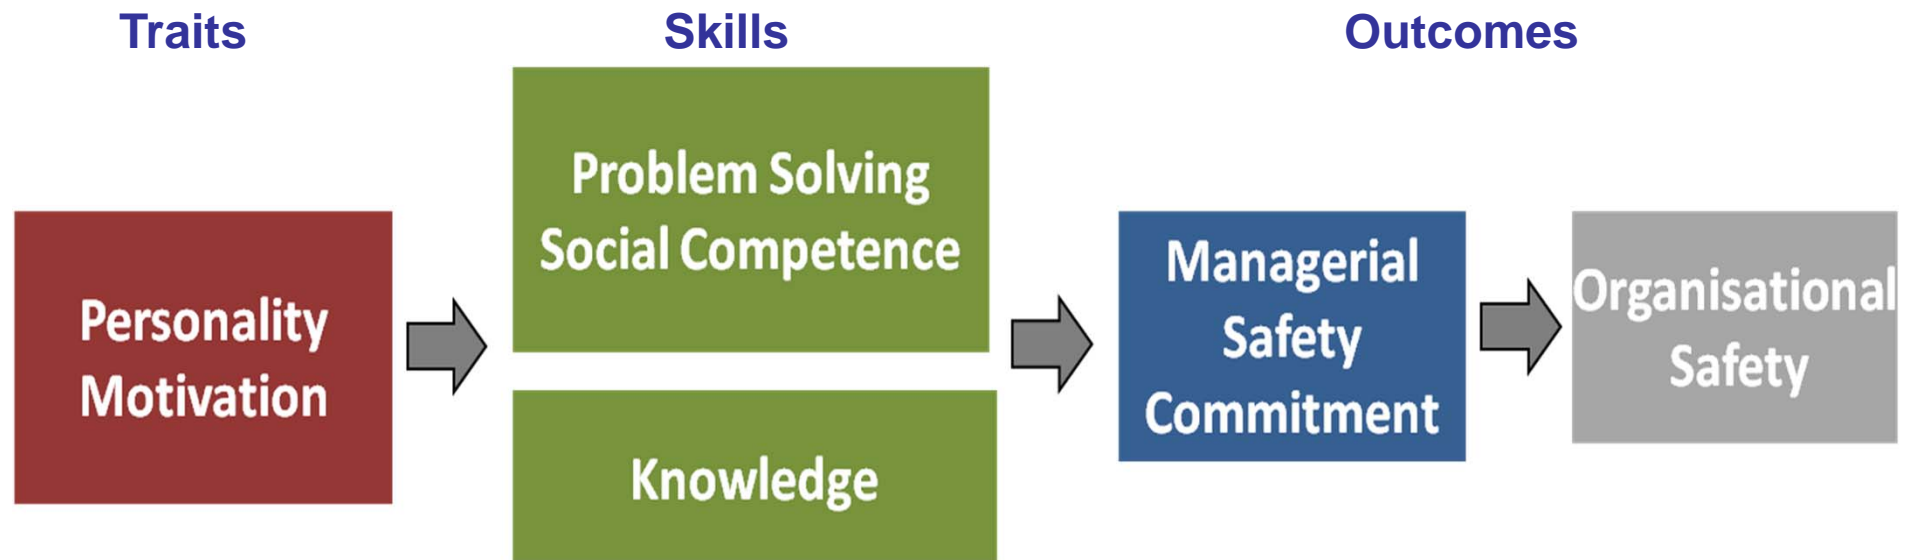 Traits
Skills
Outcomes
Personality
Motivation
Problem Solving
Social Competence
Knowledge
Managerial
Safety
Commitment
Organisational
Safety